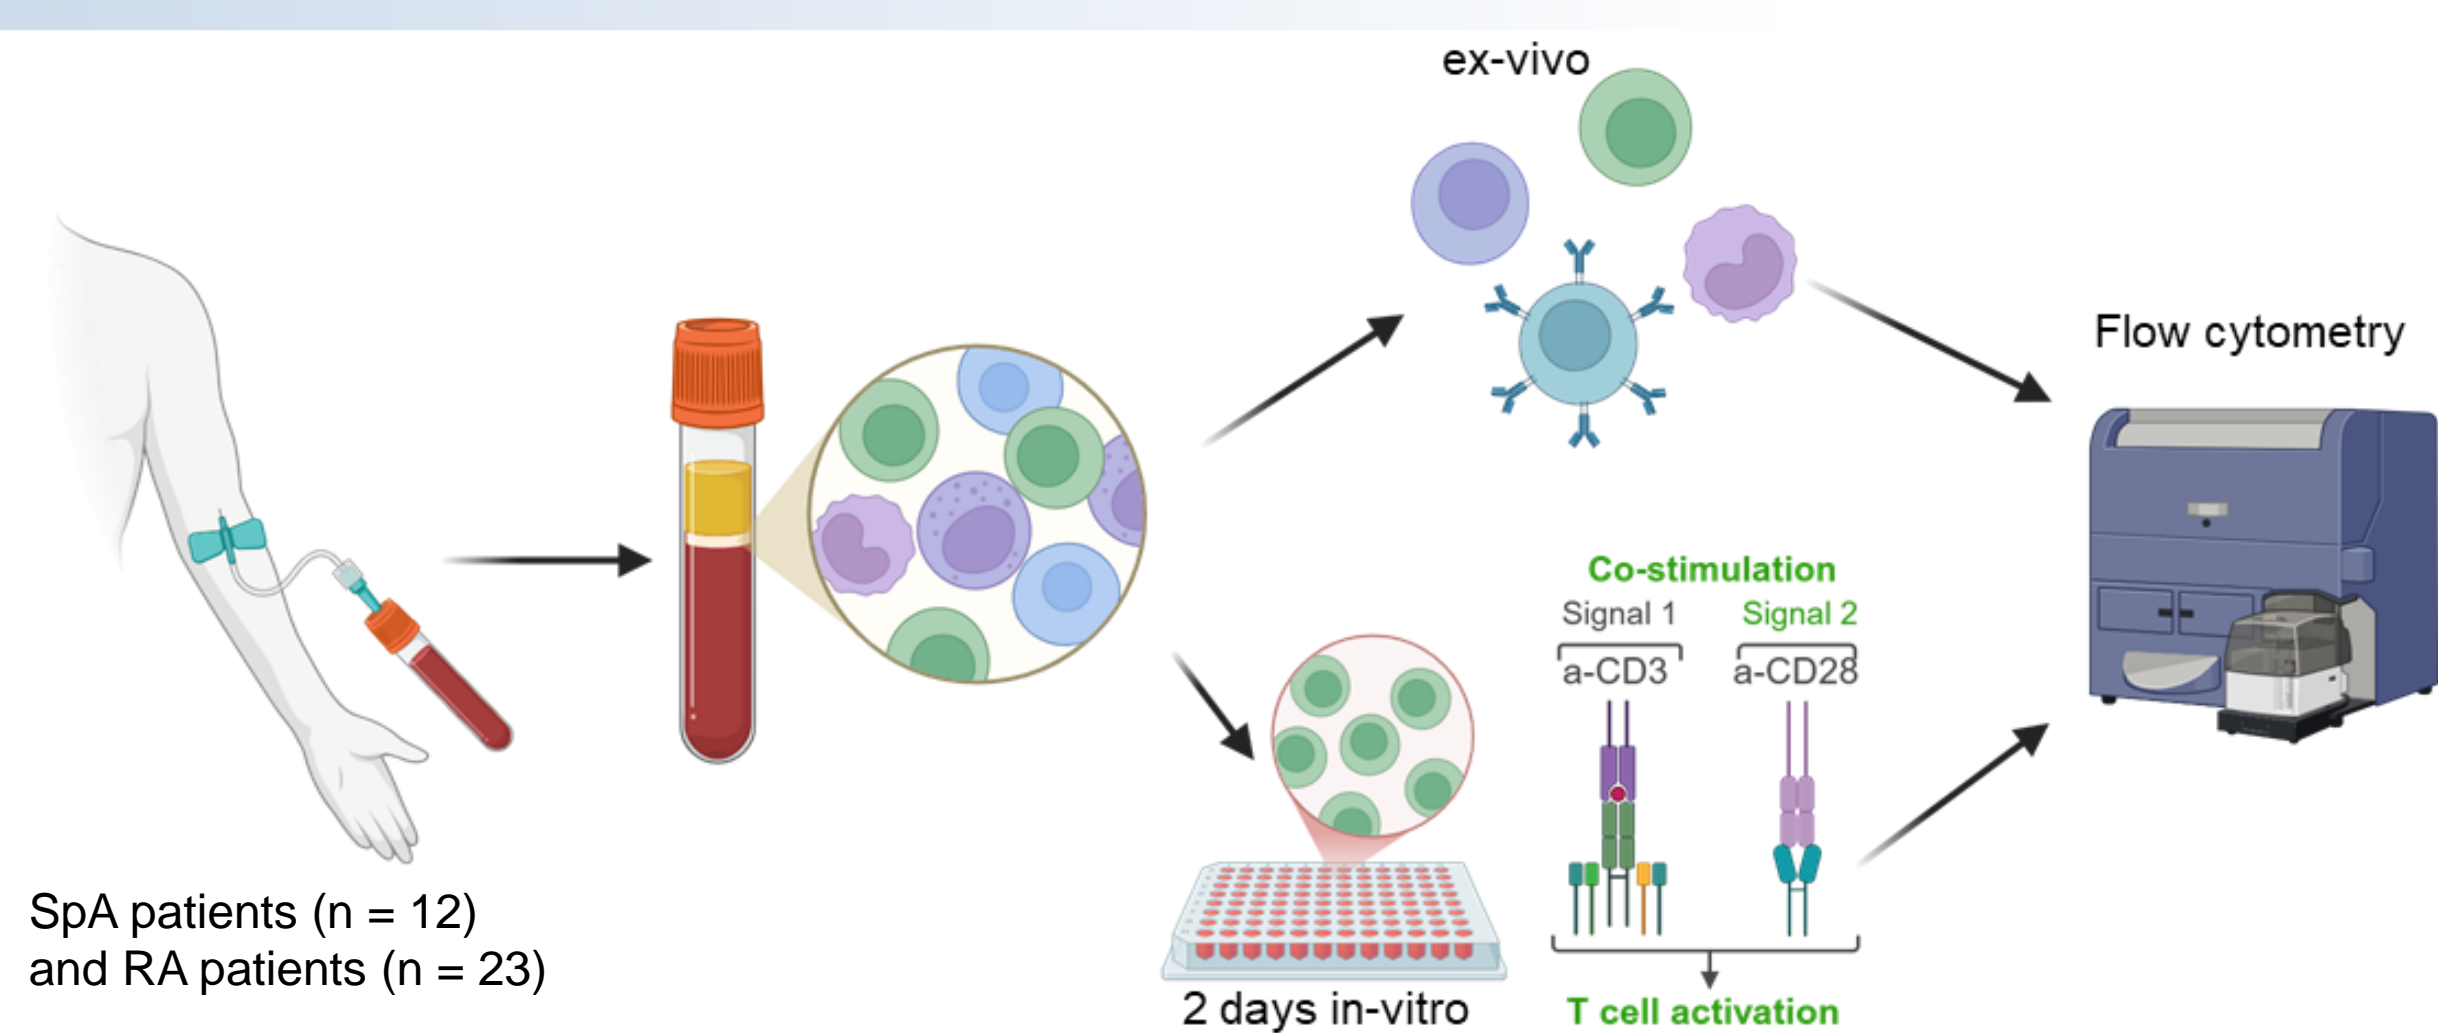 ex-vivo
Flow cytometry
Co-stimulation
Signal 1
Signal 2
a-CD3
a-CD28
SpA patients (n = 12)
and RA patients (n = 23)
2 days in-vitro
T cell activation